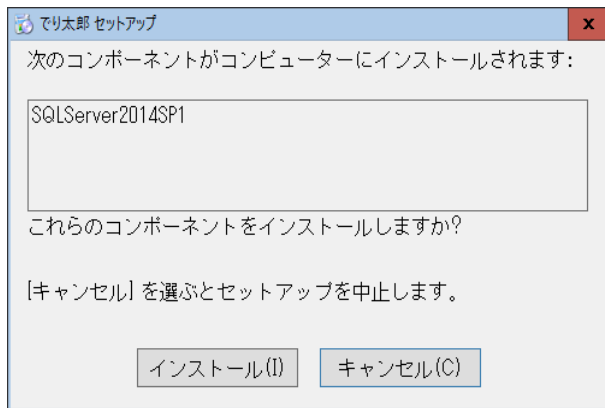 でり太郎 セットアップ
x
次のコンポーネントがコンピューターにインストールされます:
SQLServer2014SP1
これらのコンポーネントをインストールしますか?
[キャンセル] を選ぶとセットアップを中止します。
インストール(I) キャンセル(C)